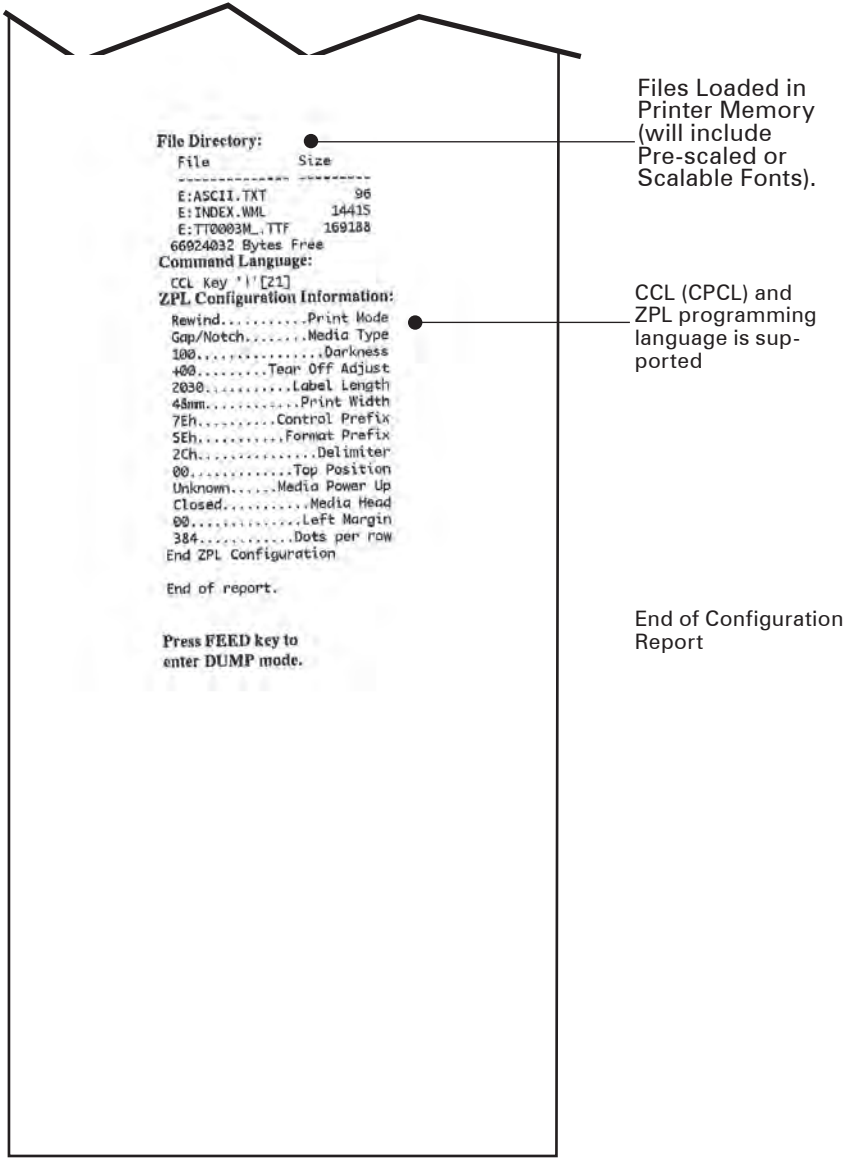 File Directory:
File Size
--------------- ---------
E:ASCII.TXT 96
E:INDEX.WML 14415
E:TT0003M_.TTF 169188
66924032 Bytes Free
Command Language:
CCL Key '!'[21]
ZPL Configuration Information:
Rewind...........Print Mode
Gap/Notch........Media Type
100................Darkness
+00.........Tear Off Adjust
2030...........Label Length
48mm............Print Width
7Eh..........Control Prefix
5Eh...........Format Prefix
2Ch...............Delimiter
00.............Top Position
Unknown......Media Power Up
Closed...........Media Head
00..............Left Margin
384............Dots per row
End ZPL Configuration
End of report.
Press FEED key to
enter DUMP mode.
Files Loaded in
Printer Memory
(will include
Pre-scaled or
Scalable Fonts).
CCL (CPCL) and
ZPL programming
language is sup-
ported
End of Configuration
Report